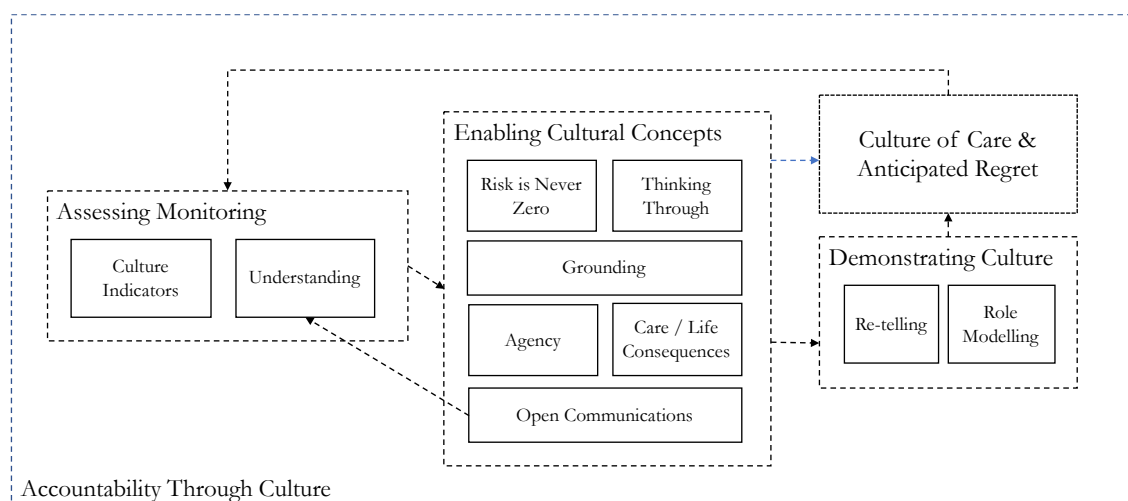 Enabling Cultural Concepts
Culture of Care &
Anticipated Regret
Risk is Never
Zero
Thinking
Through
Assessing Monitoring
Culture
Indicators
Understanding
Grounding
Demonstrating Culture
Agency
Care / Life
Consequences
Re-telling
Role
Modelling
Open Communications
Accountability Through Culture